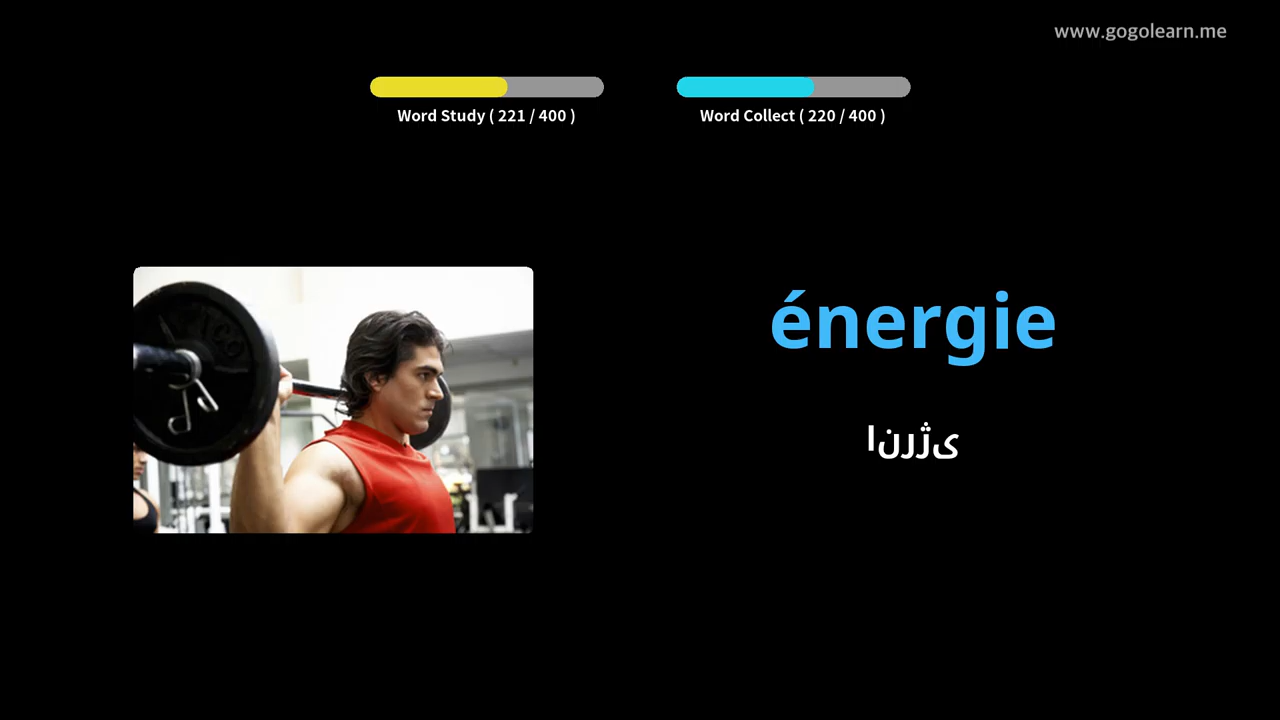 www.gogolearn.me
Word Study ( 221 / 400 )
Word Collect ( 220 / 400 )
énergie
انرژی